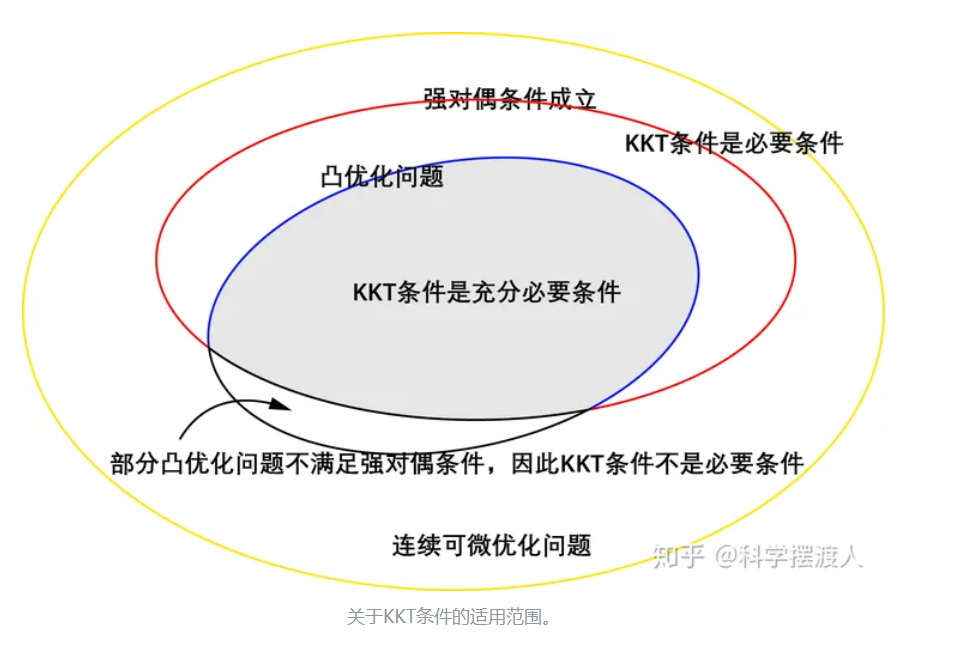 强对偶条件成立
KKT条件是必要条件
凸优化问题
KKT条件是充分必要条件
部分凸优化问题不满足强对偶条件，因此KKT条件不是必要条件
连续可微优化问题
知乎 @科学摆渡人
关于KKT条件的适用范围。